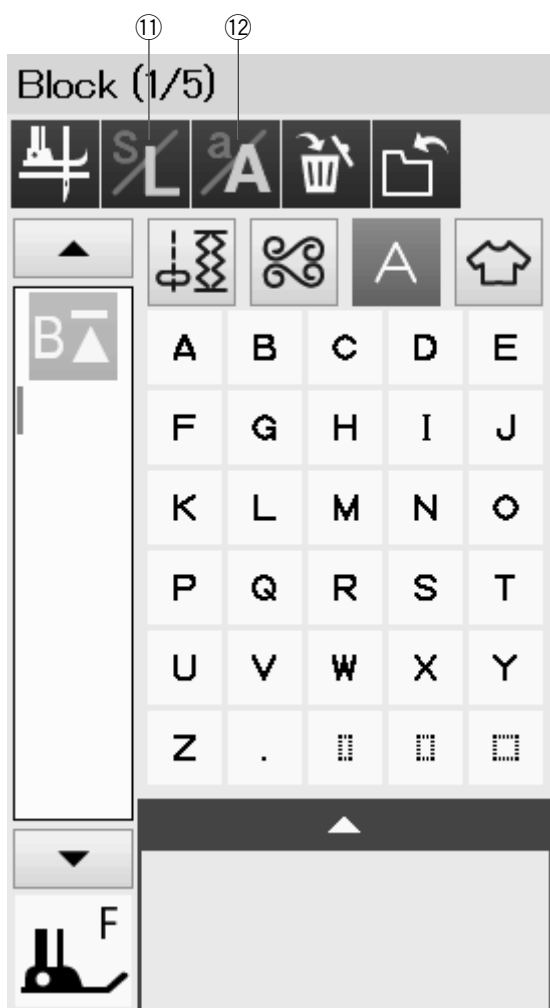 ⑪ ⑫
Block (1/5)
S/L a/A
A
B
A B C D E
F G H I J
K L M N O
P Q R S T
U V W X Y
Z .
F